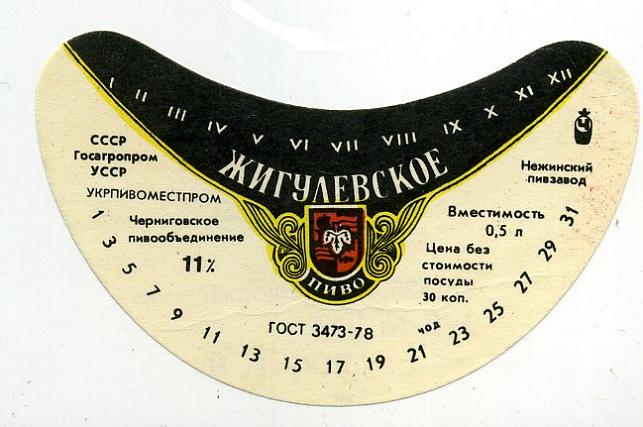 I II III IV V VI VII VIII IX X XI XII
ЖИГУЛЕВСКОЕ
ПИВО
СССР
Госагропром
УССР
УКРПИВОМЕСТПРОМ
Черниговское
пивообъединение
11%
Ч
Нежинский
пивзавод
Вместимость
0,5 л
Цена без
стоимости
посуды
30 коп.
ГОСТ 3473-78
чод
1 3 5 7 9 11 13 15 17 19 21 23 25 27 29 31